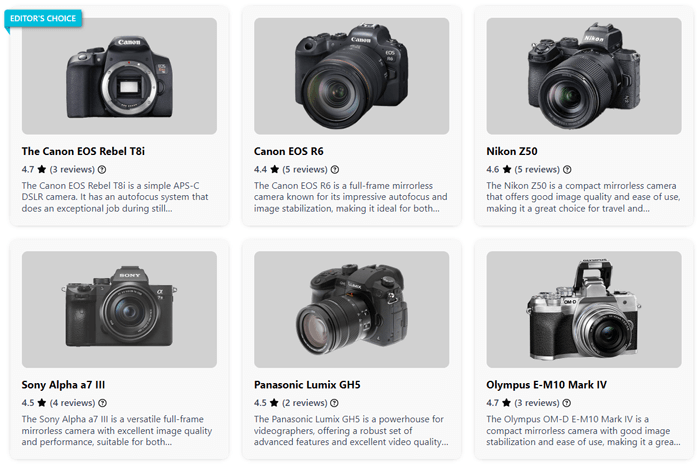 EDITOR'S CHOICE
Canon
EOS
The Canon EOS Rebel T8i
4.7 ★ (3 reviews) ?
The Canon EOS Rebel T8i is a simple APS-C
DSLR camera. It has an autofocus system that
does an exceptional job during still...
Canon
EOS
R6
Canon EOS R6
4.4 ★ (5 reviews) ?
The Canon EOS R6 is a full-frame mirrorless
camera known for its impressive autofocus and
image stabilization, making it ideal for both...
Nikon
Nikon Z50
4.6 ★ (5 reviews) ?
The Nikon Z50 is a compact mirrorless camera
that offers good image quality and ease of use,
making it a great choice for travel and...
SONY
α
Sony Alpha a7 III
4.5 ★ (4 reviews) ?
The Sony Alpha a7 III is a versatile full-frame
mirrorless camera with excellent image quality
and performance, suitable for both...
LUMIX
Panasonic Lumix GH5
4.5 ★ (2 reviews) ?
The Panasonic Lumix GH5 is a powerhouse for
videographers, offering a robust set of
advanced features and excellent video quality...
OM-D
Olympus E-M10 Mark IV
4.7 ★ (3 reviews) ?
The Olympus OM-D E-M10 Mark IV is a
compact mirrorless camera with good image
stabilization and ease of use, making it a grea...